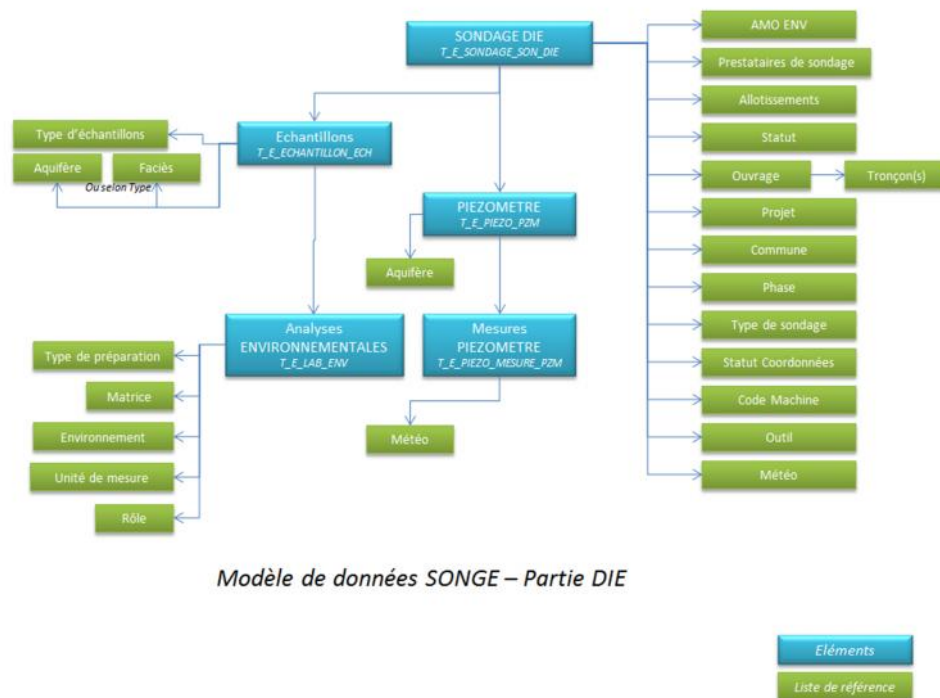 SONDAGE DIE
T_E_SONDAGE_SON_DIE
AMO ENV
Prestataires de sondage
Allotissements
Statut
Ouvrage
Tronçon(s)
Projet
Commune
Phase
Type de sondage
Statut Coordonnées
Code Machine
Outil
Météo
Echantillons
T_E_ECHANTILLON_ECH
Type d'échantillons
Aquifère
Faciès
Ou selon Type
PIEZOMETRE
T_E_PIEZO_PZM
Aquifère
Analyses
ENVIRONNEMENTALES
T_E_LAB_ENV
Mesures
PIEZOMETRE
T_E_PIEZO_MESURE_PZM
Type de préparation
Matrice
Environnement
Unité de mesure
Rôle
Météo
Modèle de données SONGE – Partie DIE
Eléments
Liste de référence